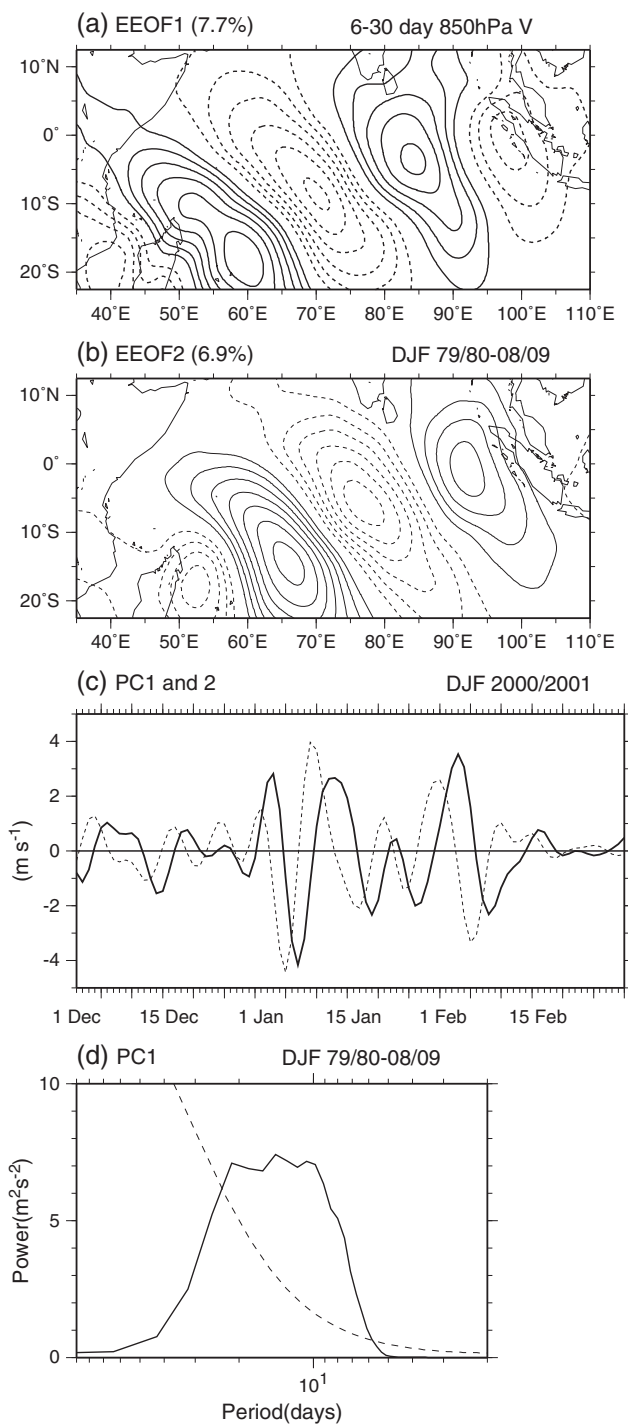 (a) EEOF1 (7.7%) 6-30 day 850hPa V
10˚N
0˚
10˚S
20˚S
40˚E 50˚E 60˚E 70˚E 80˚E 90˚E 100˚E 110˚E
(b) EEOF2 (6.9%) DJF 79/80-08/09
10˚N
0˚
10˚S
20˚S
40˚E 50˚E 60˚E 70˚E 80˚E 90˚E 100˚E 110˚E
(c) PC1 and 2 DJF 2000/2001
(m s-1)
4
2
0
-2
-4
1 Dec 15 Dec 1 Jan 15 Jan 1 Feb 15 Feb
(d) PC1 DJF 79/80-08/09
Power(m2s-2)
10
5
0
10¹
Period(days)